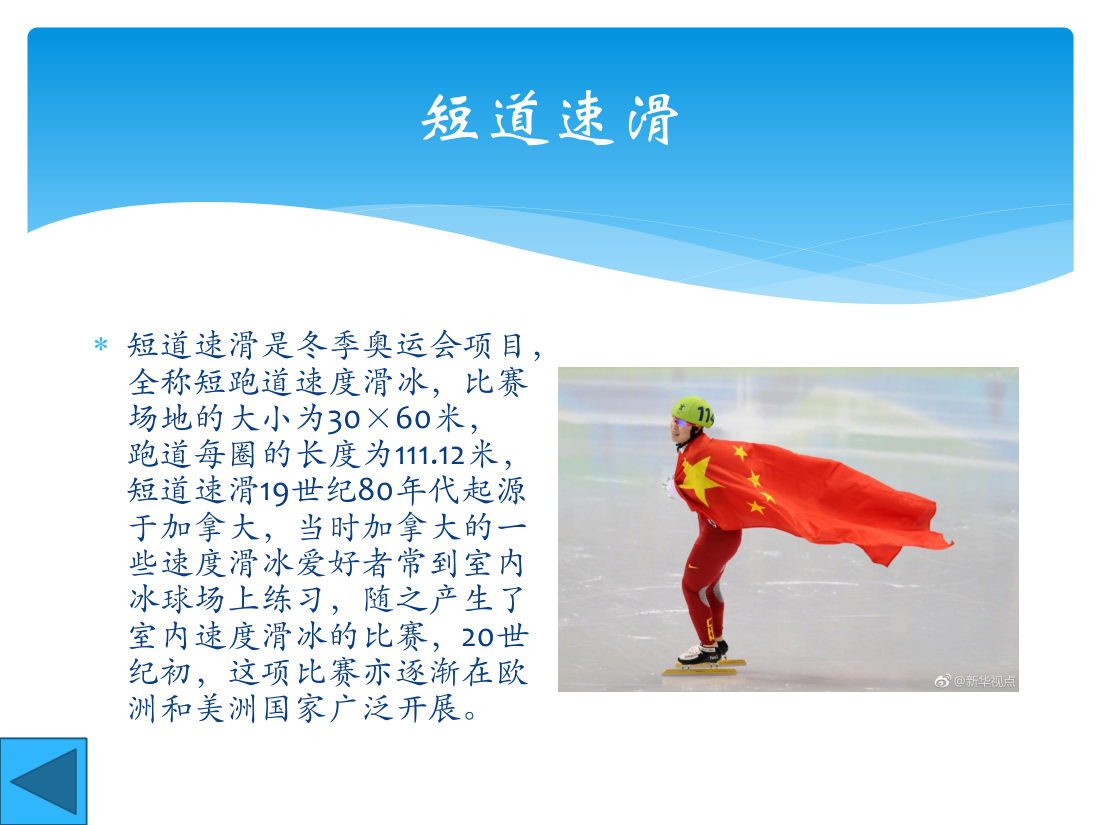 短道速滑
* 短道速滑是冬季奥运会项目，
全称短跑道速度滑冰，比赛
场地的大小为30×60米，
跑道每圈的长度为111.12米，
短道速滑19世纪80年代起源
于加拿大，当时加拿大的一
些速度滑冰爱好者常到室内
冰球场上练习，随之产生了
室内速度滑冰的比赛，20世
纪初，这项比赛亦逐渐在欧
洲和美洲国家广泛开展。
@新华视点